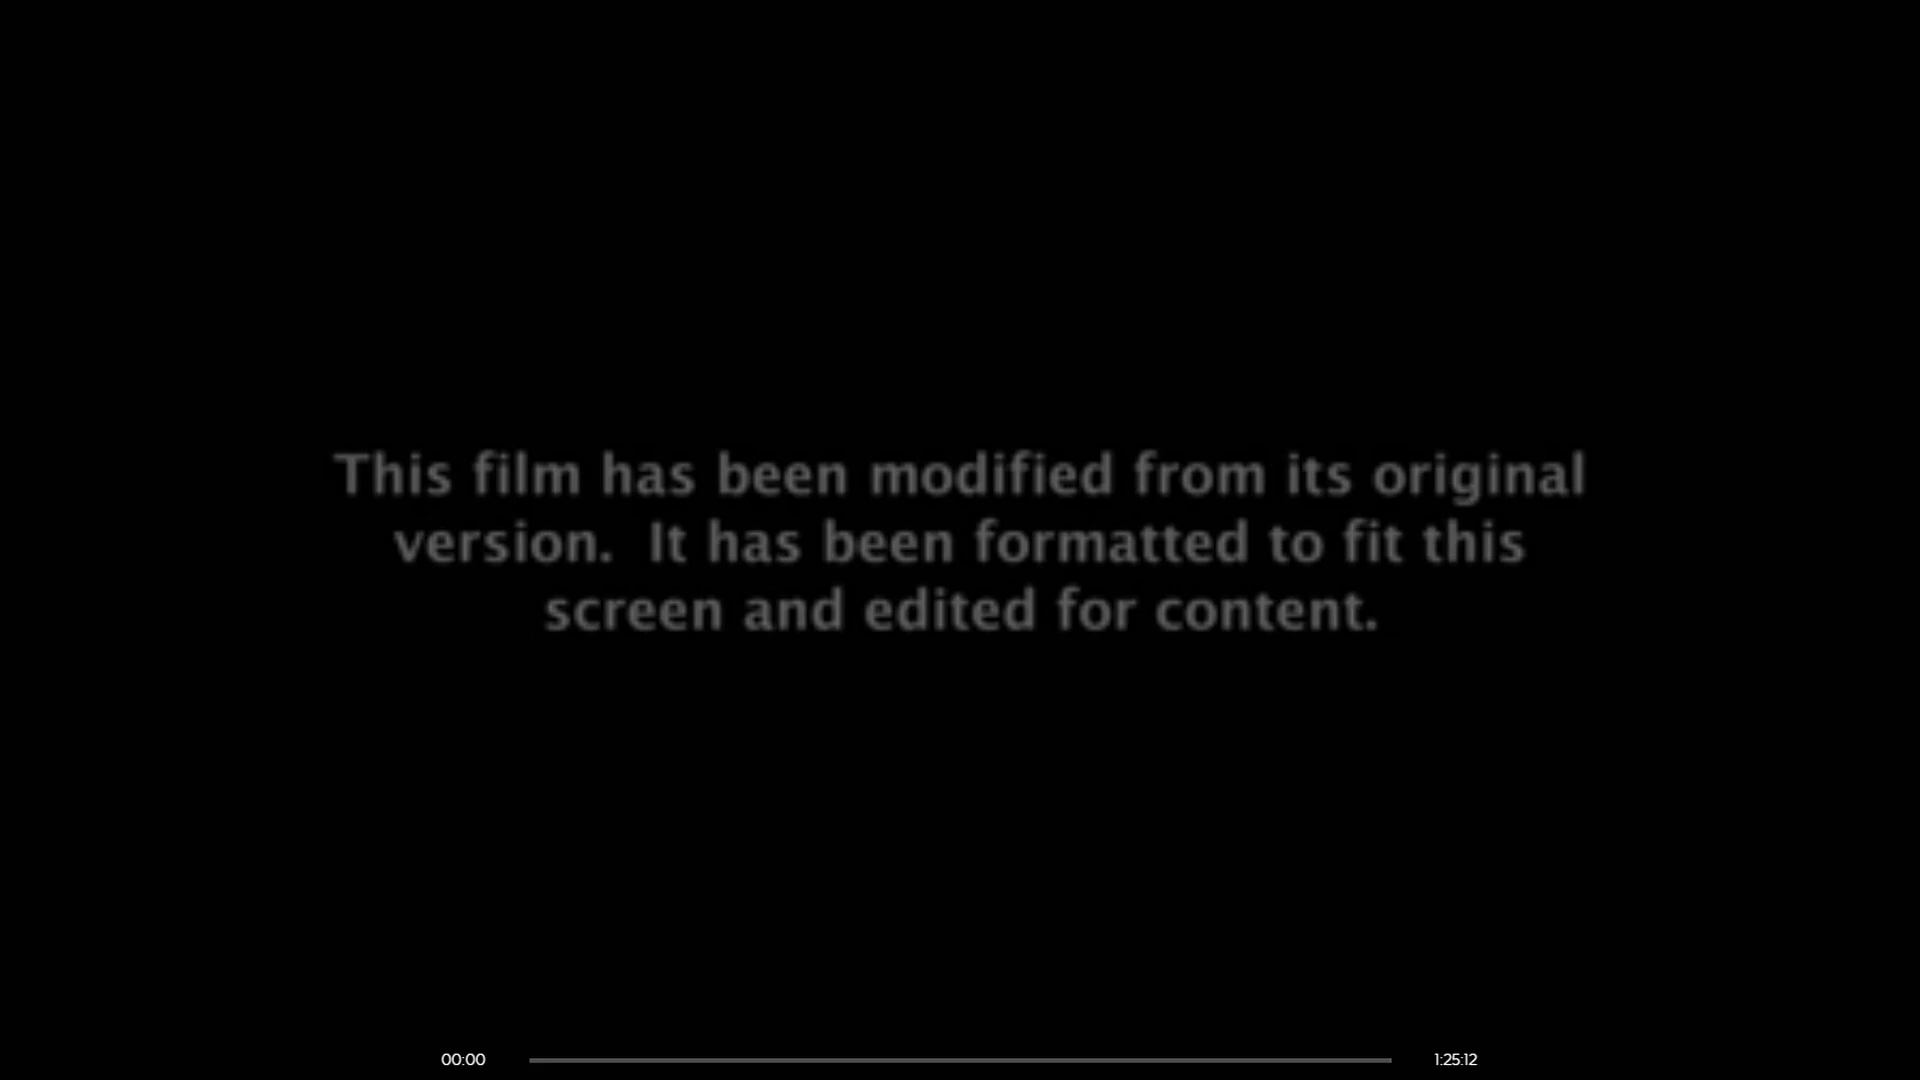 This film has been modified from its original
version.  It has been formatted to fit this
screen and edited for content.
00:00
1:25:12